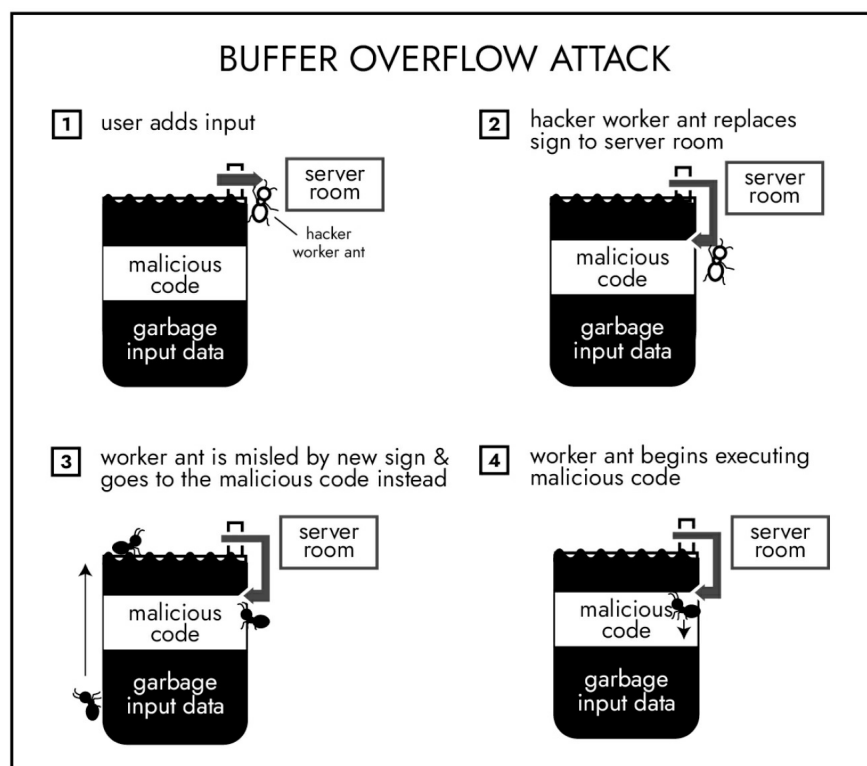 BUFFER OVERFLOW ATTACK
1 user adds input
server
room
hacker
worker ant
malicious
code
garbage
input data
2 hacker worker ant replaces
sign to server room
server
room
malicious
code
garbage
input data
3 worker ant is misled by new sign &
goes to the malicious code instead
server
room
malicious
code
garbage
input data
4 worker ant begins executing
malicious code
server
room
malicious
code
garbage
input data